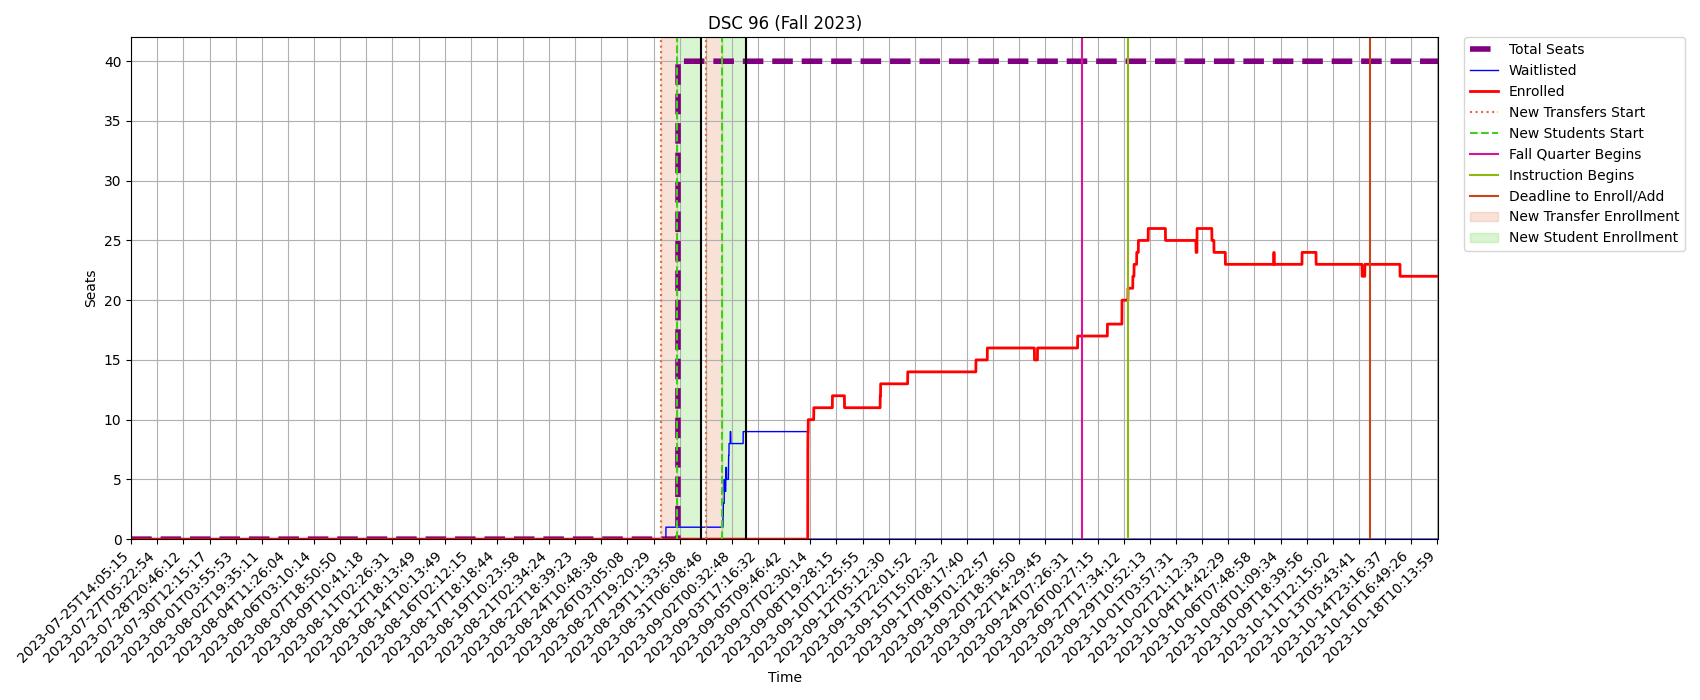 DSC 96 (Fall 2023)
Seats
40
35
30
25
20
15
10
5
0
2023-07-25T14:05:15
2023-07-27T05:22:54
2023-07-28T20:46:12
2023-07-30T12:15:17
2023-08-01T03:55:53
2023-08-02T19:35:11
2023-08-04T11:26:04
2023-08-06T03:10:14
2023-08-07T18:50:50
2023-08-09T10:41:18
2023-08-11T02:26:31
2023-08-12T18:13:49
2023-08-14T10:13:49
2023-08-16T02:12:15
2023-08-17T18:18:44
2023-08-19T10:23:58
2023-08-21T02:34:24
2023-08-22T18:39:23
2023-08-24T10:48:38
2023-08-26T03:05:08
2023-08-27T19:20:29
2023-08-29T11:33:58
2023-08-31T06:08:46
2023-09-02T00:32:48
2023-09-03T17:16:32
2023-09-05T09:46:42
2023-09-07T02:30:14
2023-09-08T19:28:15
2023-09-10T12:25:55
2023-09-12T05:12:30
2023-09-13T22:01:52
2023-09-15T15:02:32
2023-09-17T08:17:40
2023-09-19T01:22:57
2023-09-20T18:36:50
2023-09-22T14:29:45
2023-09-24T07:26:31
2023-09-26T00:27:15
2023-09-27T17:34:12
2023-09-29T10:52:13
2023-10-01T03:57:31
2023-10-02T21:12:33
2023-10-04T14:42:29
2023-10-06T07:48:58
2023-10-08T01:09:34
2023-10-09T18:39:56
2023-10-11T12:15:02
2023-10-13T05:43:41
2023-10-14T23:16:37
2023-10-16T16:49:26
2023-10-18T10:13:59
Time
Total Seats
Waitlisted
Enrolled
New Transfers Start
New Students Start
Fall Quarter Begins
Instruction Begins
Deadline to Enroll/Add
New Transfer Enrollment
New Student Enrollment